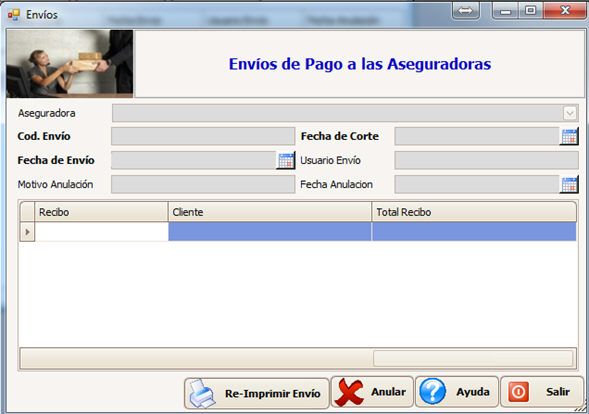 Envíos
Envíos de Pago a las Aseguradoras
Aseguradora
Cod. Envío
Fecha de Corte
Fecha de Envío
Usuario Envío
Motivo Anulación
Fecha Anulacion
Recibo
Cliente
Total Recibo
Re-Imprimir Envío
Anular
Ayuda
Salir